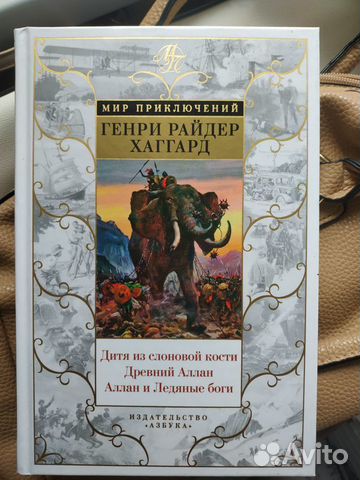 МИР ПРИКЛЮЧЕНИЙ
ГЕНРИ РАЙДЕР
ХАГГАРД
Дитя из слоновой кости
Древний Аллан
Аллан и Ледяные боги
ИЗДАТЕЛЬСТВО
«АЗБУКА»
Avito